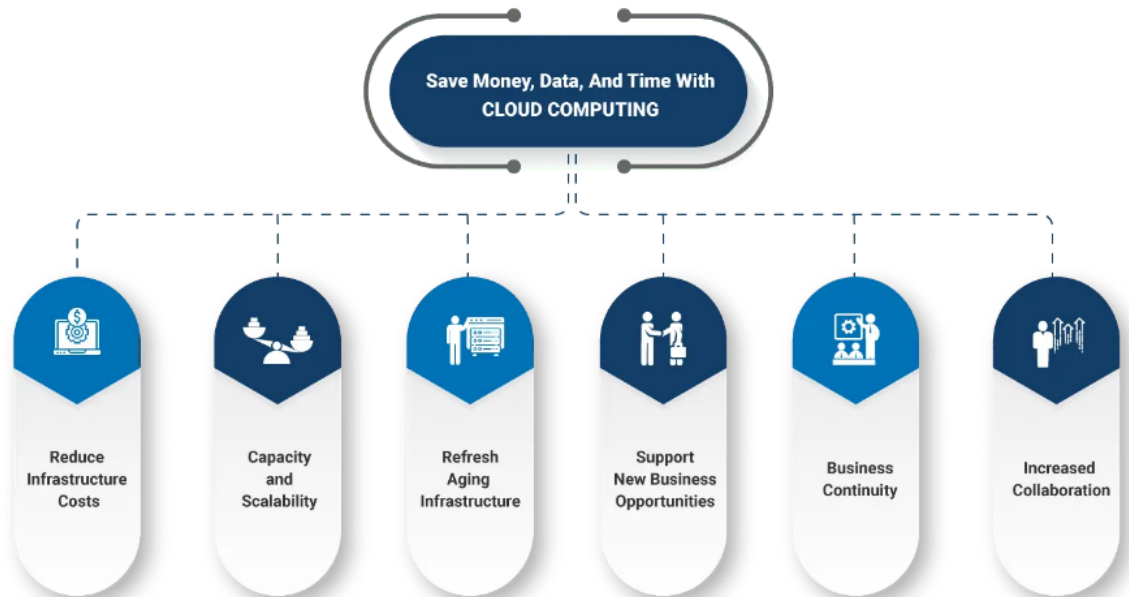 Save Money, Data, And Time With
CLOUD COMPUTING
Reduce
Infrastructure
Costs
Capacity
and
Scalability
Refresh
Aging
Infrastructure
Support
New Business
Opportunities
Business
Continuity
Increased
Collaboration